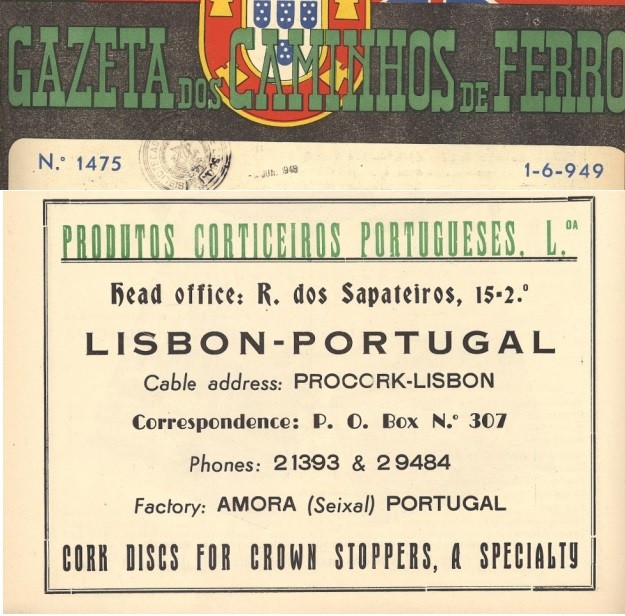 GAZETA DOS CAMINHOS DE FERRO
N.º 1475
JUN. 1949
1-6-949
PRODUTOS CORTICEIROS PORTUGUESES, L.DA
Head office: R. dos Sapateiros, 15-2.º
LISBON-PORTUGAL
Cable address: PROCORK-LISBON
Correspondence: P. O. Box N.º 307
Phones: 21393 & 29484
Factory: AMORA (Seixal) PORTUGAL
CORK DISCS FOR CROWN STOPPERS, A SPECIALTY